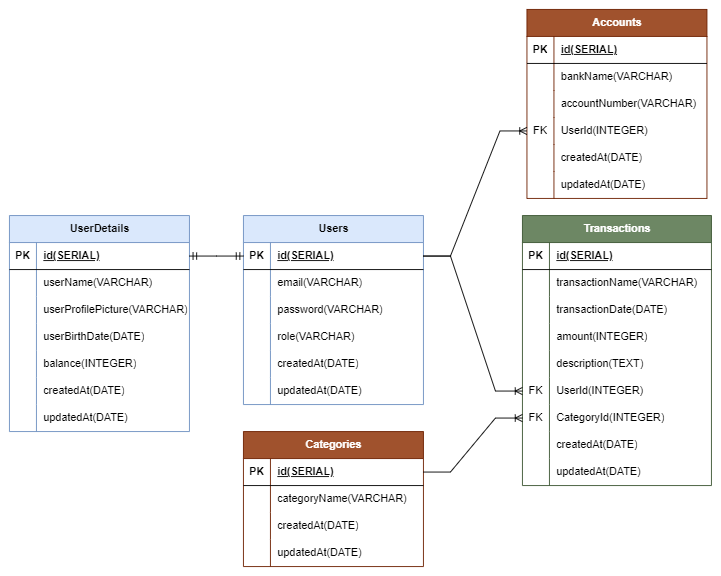 Accounts
PK id(SERIAL)
bankName(VARCHAR)
accountNumber(VARCHAR)
FK UserId(INTEGER)
createdAt(DATE)
updatedAt(DATE)
UserDetails
PK id(SERIAL)
userName(VARCHAR)
userProfilePicture(VARCHAR)
userBirthDate(DATE)
balance(INTEGER)
createdAt(DATE)
updatedAt(DATE)
Users
PK id(SERIAL)
email(VARCHAR)
password(VARCHAR)
role(VARCHAR)
createdAt(DATE)
updatedAt(DATE)
Transactions
PK id(SERIAL)
transactionName(VARCHAR)
transactionDate(DATE)
amount(INTEGER)
description(TEXT)
FK UserId(INTEGER)
FK CategoryId(INTEGER)
createdAt(DATE)
updatedAt(DATE)
Categories
PK id(SERIAL)
categoryName(VARCHAR)
createdAt(DATE)
updatedAt(DATE)